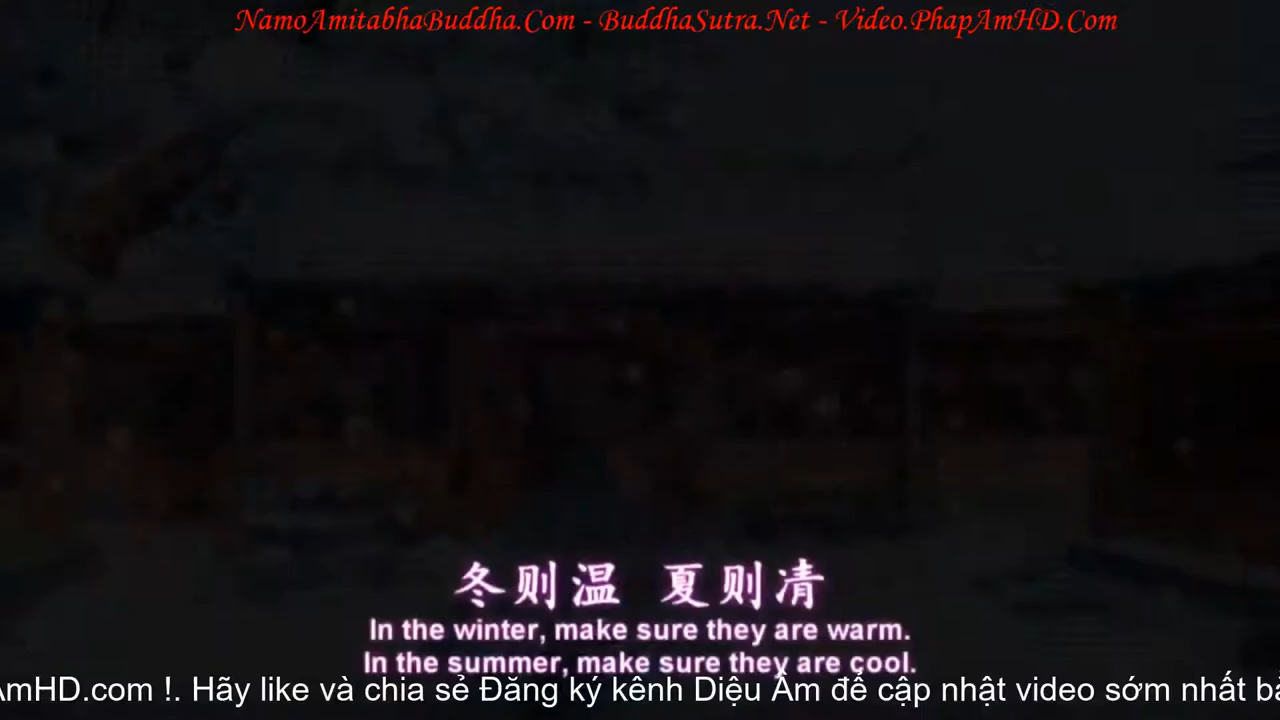 NamoAmitabhaBuddha.Com - BuddhaSutra.Net - Video.PhapAmHD.Com
冬则温 夏则凊
In the winter, make sure they are warm.
In the summer, make sure they are cool.
AmHD.com !. Hãy like và chia sẻ Đăng ký kênh Diệu Âm để cập nhật video sớm nhất